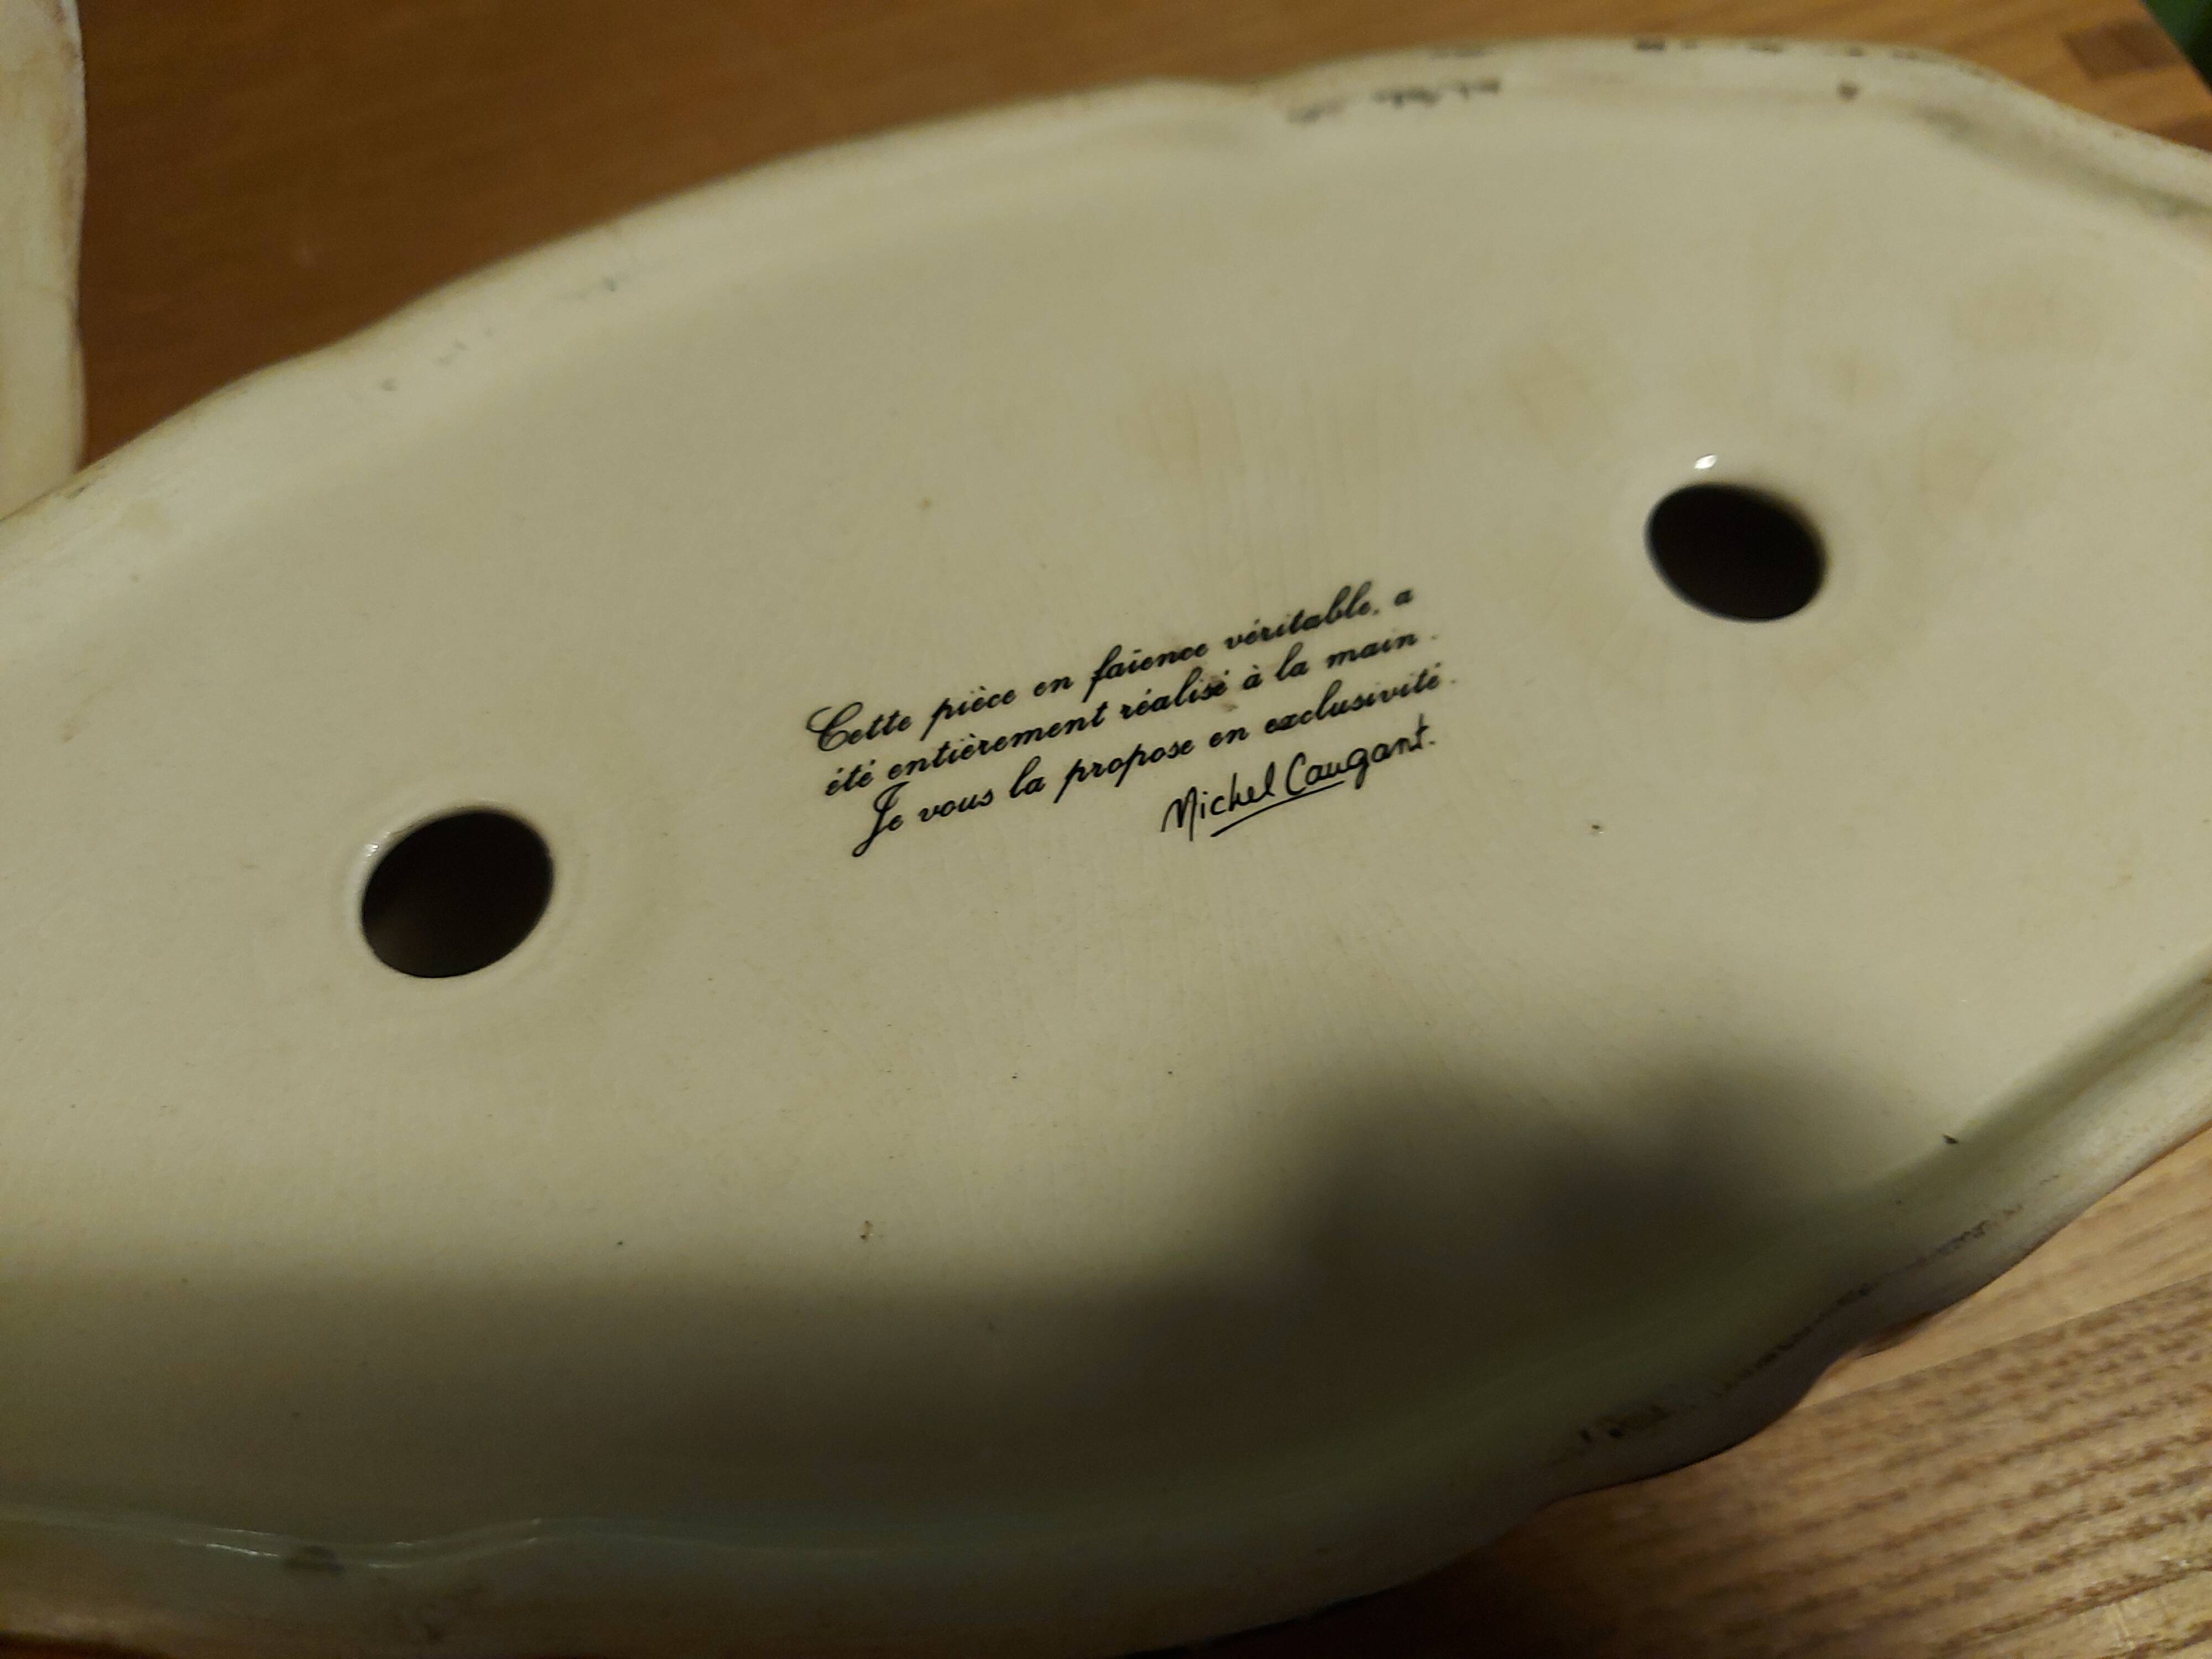 Cette pièce en faïence véritable, a
été entièrement réalisé à la main.
Je vous la propose en exclusivité.
Michel Caugant.